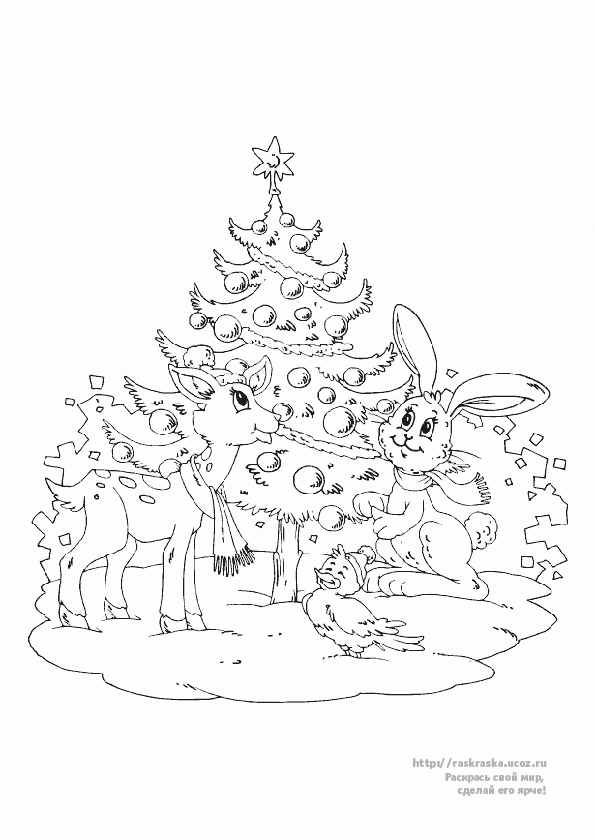 http//raskraska.ucoz.ru
Раскрась свой мир,
сделай его ярче!